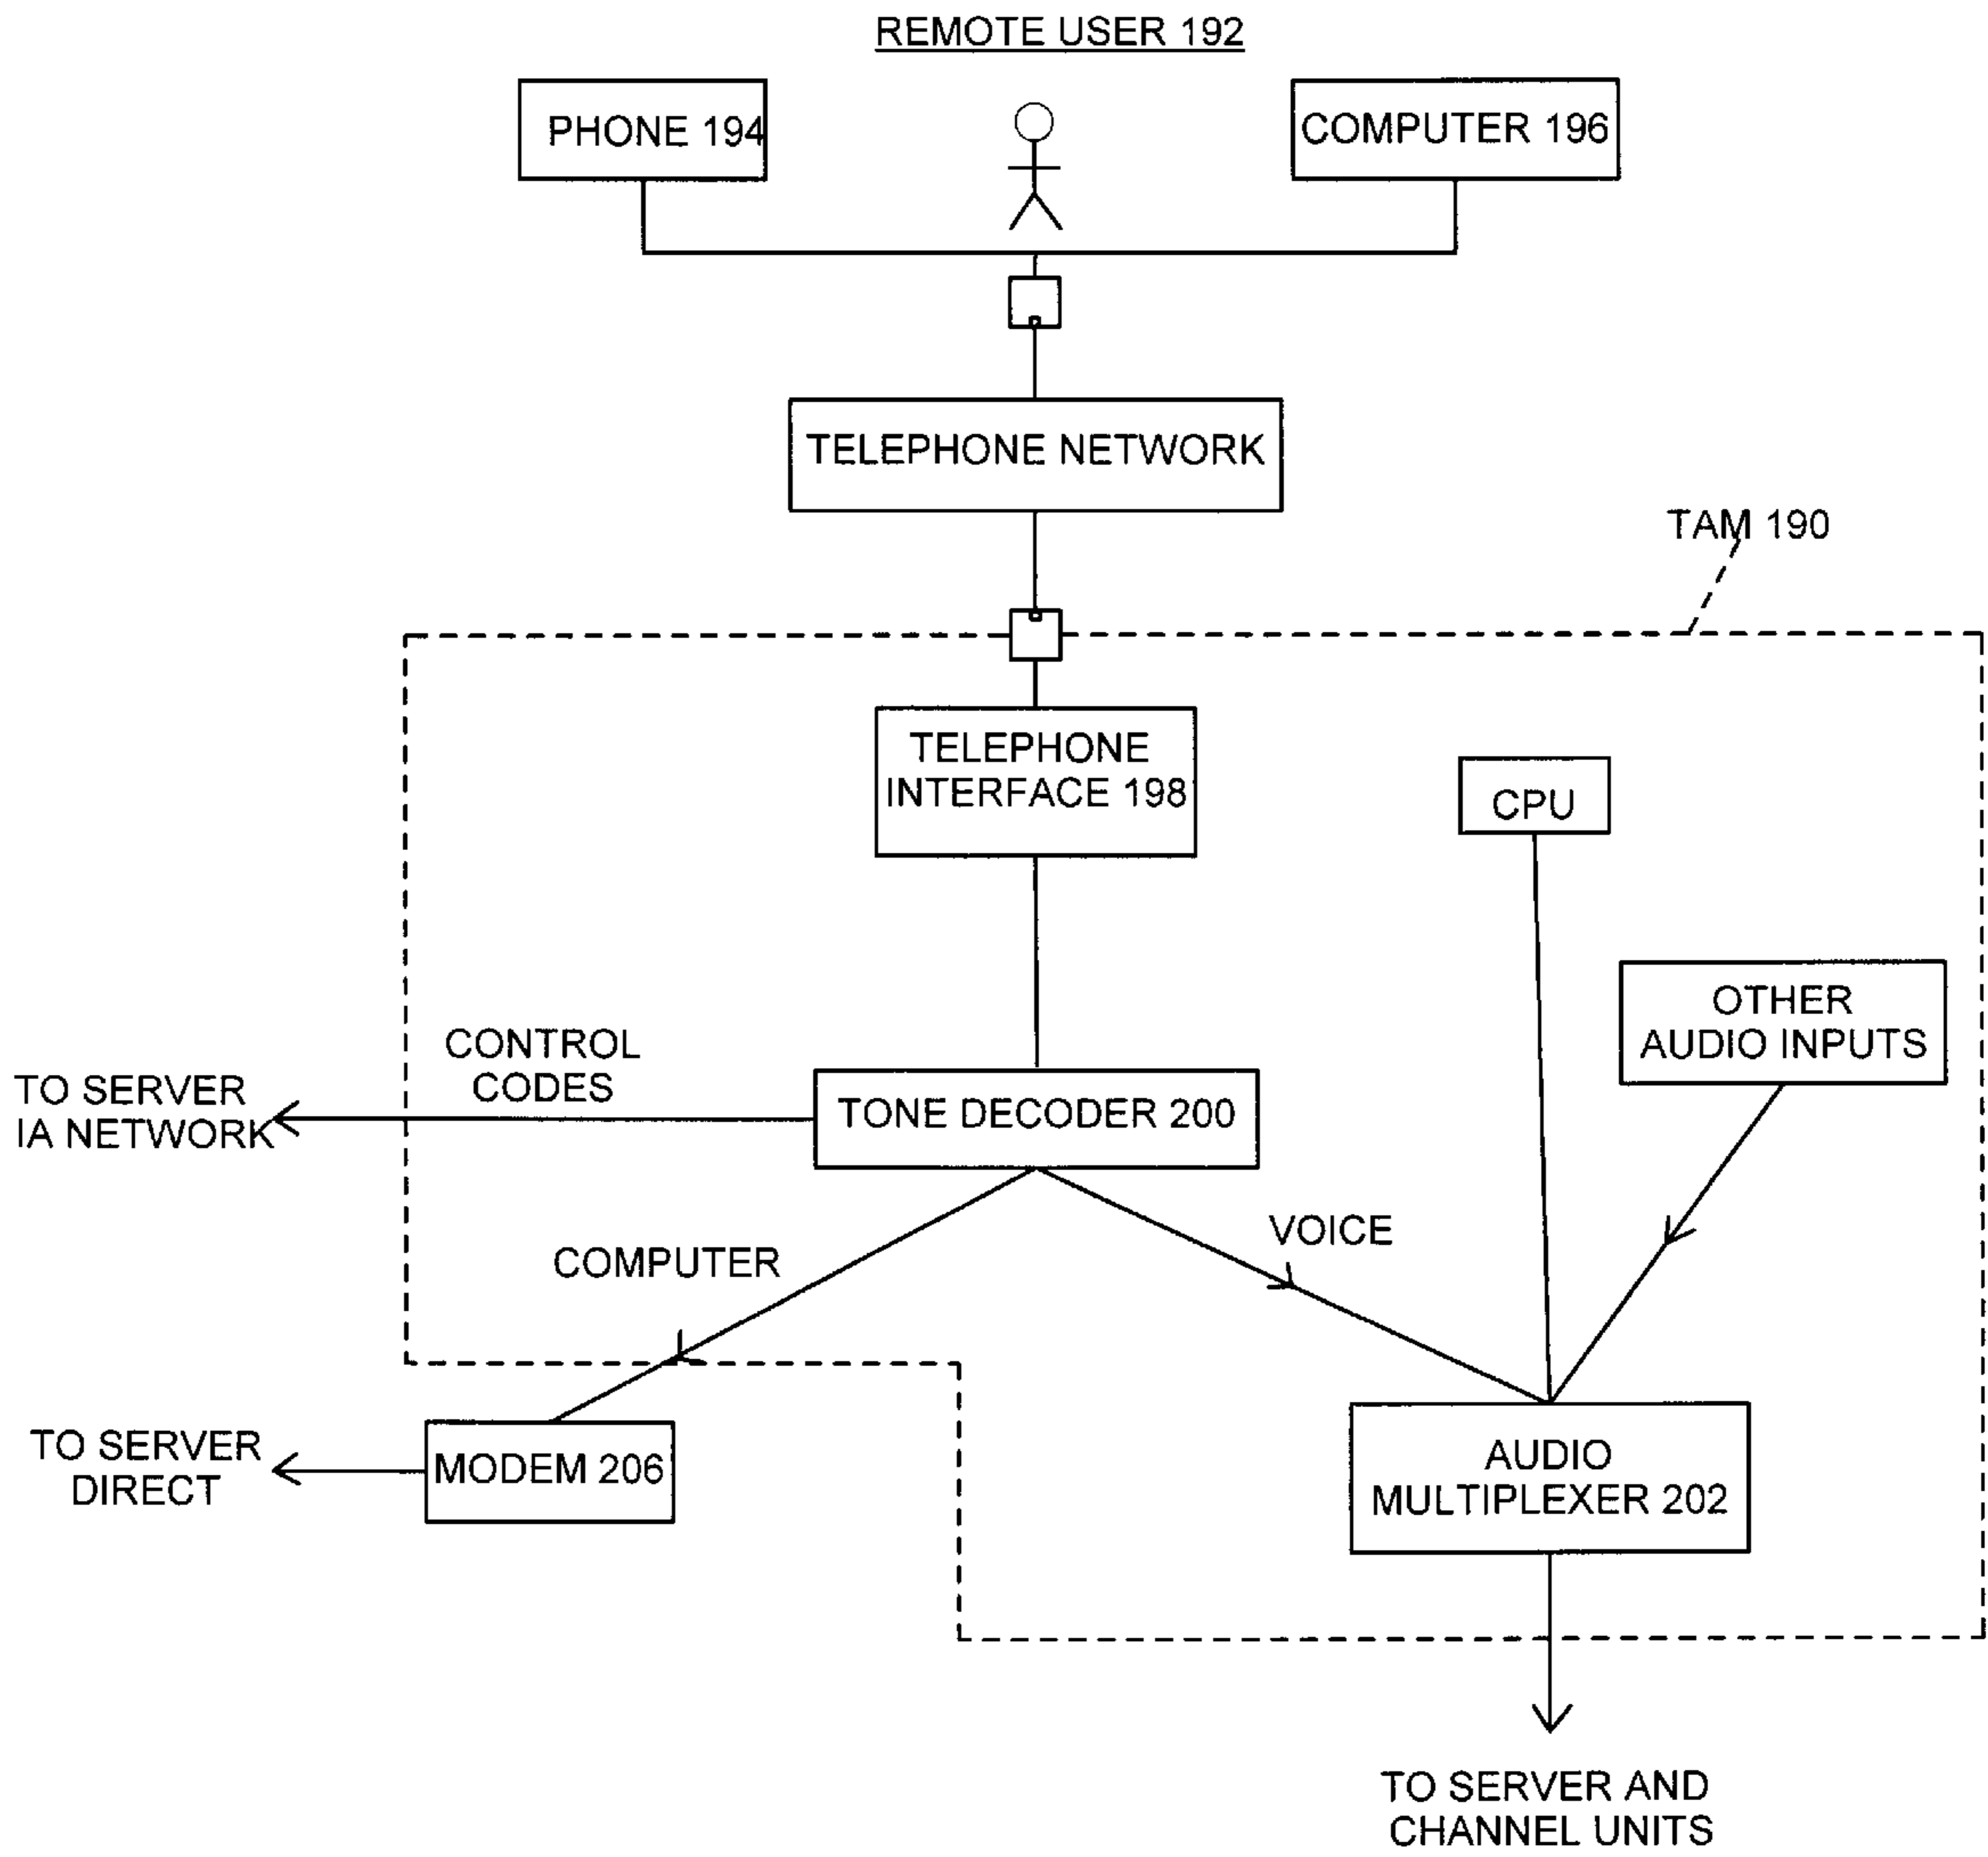 REMOTE USER 192
PHONE 194
COMPUTER 196
TELEPHONE NETWORK
TAM 190
TELEPHONE
INTERFACE 198
CPU
OTHER
AUDIO INPUTS
CONTROL
CODES
TO SERVER
IA NETWORK
TONE DECODER 200
VOICE
COMPUTER
TO SERVER
DIRECT
MODEM 206
AUDIO
MULTIPLEXER 202
TO SERVER AND
CHANNEL UNITS